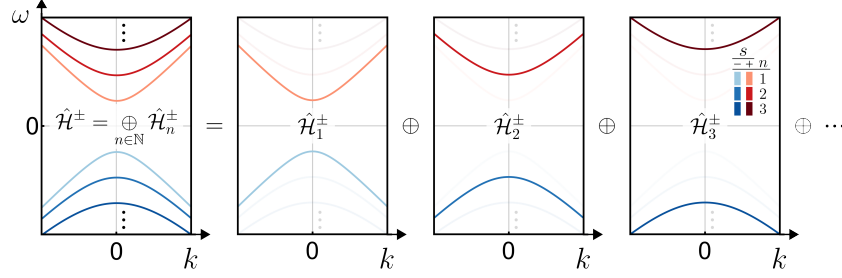 ω
0
Ĥ^± = ⊕_{n∈ℕ} Ĥ_n^± = Ĥ_1^± ⊕ Ĥ_2^± ⊕ Ĥ_3^± ⊕ ⋯
s
− + n
1
2
3
0 k 0 k 0 k 0 k